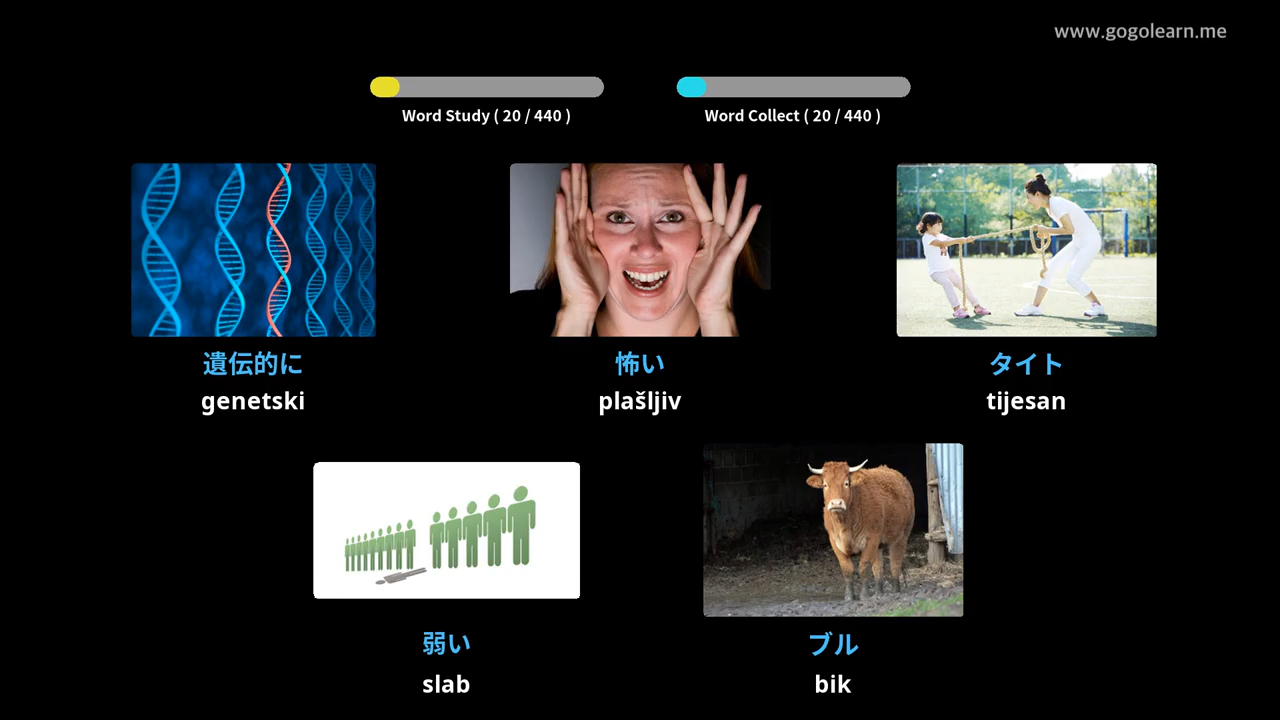 www.gogolearn.me
Word Study ( 20 / 440 )
Word Collect ( 20 / 440 )
遺伝的に
genetski
怖い
plašljiv
タイト
tijesan
弱い
slab
ブル
bik